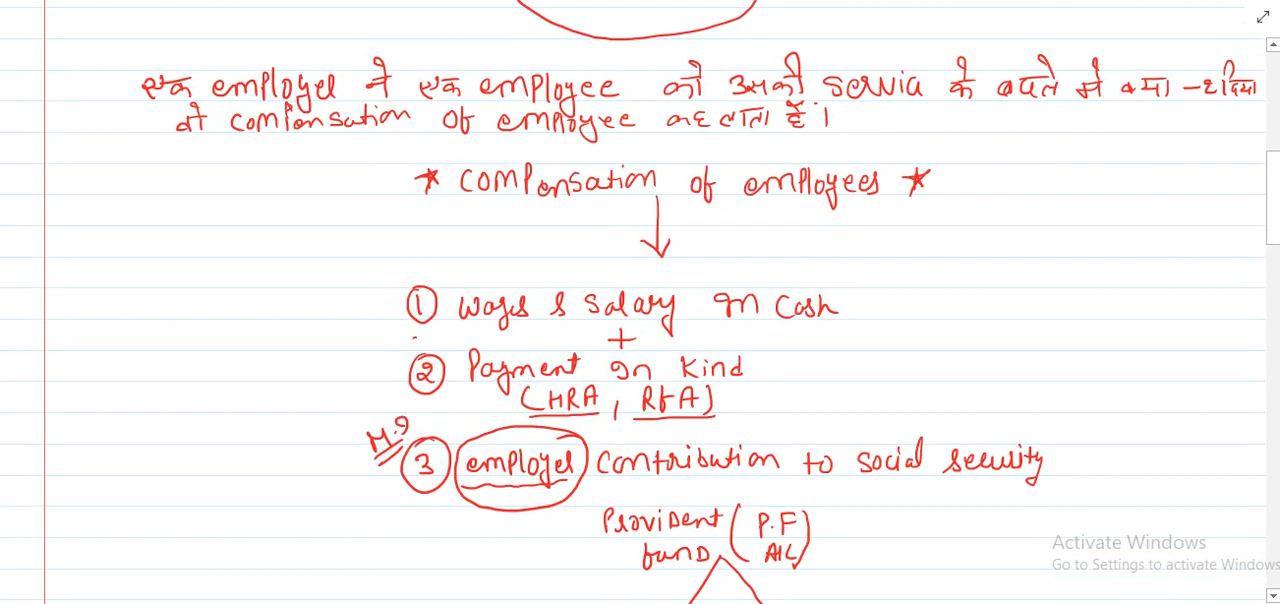 एक employer ने एक employee को उसकी service के बदले में क्या-२ दिया
वो compensation of employee कहलाता है।
* Compensation of employees *
① Wages & Salary In Cash
+
② Payment In Kind
(HRA, RFA)
M.g ③ employer Contribution to social security
Provident fund (P.F A/C)
Activate Windows
Go to Settings to activate Windows